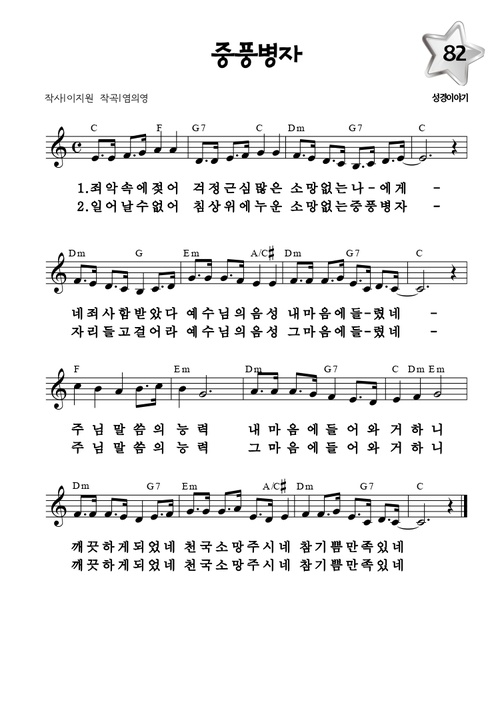 중풍병자
82
작사|이지원 작곡|염의영
성경이야기
C F G7 C Dm G7 C
1.죄악속에젖어 걱정근심많은 소망없는나-에게 -
2.일어날수없어 침상위에누운 소망없는중풍병자 -
Dm G Em A/C# Dm G7 C
네죄사함받았다 예수님의음성 내마음에들-렸네 -
자리들고걸어라 예수님의음성 그마음에들-렸네 -
F Em Dm G7 C Dm Em
주님말씀의능력 내마음에들어와거하니
주님말씀의능력 그마음에들어와거하니
Dm G7 Em A/C# Dm G7 C
깨끗하게되었네 천국소망주시네 참기쁨만족있네
깨끗하게되었네 천국소망주시네 참기쁨만족있네